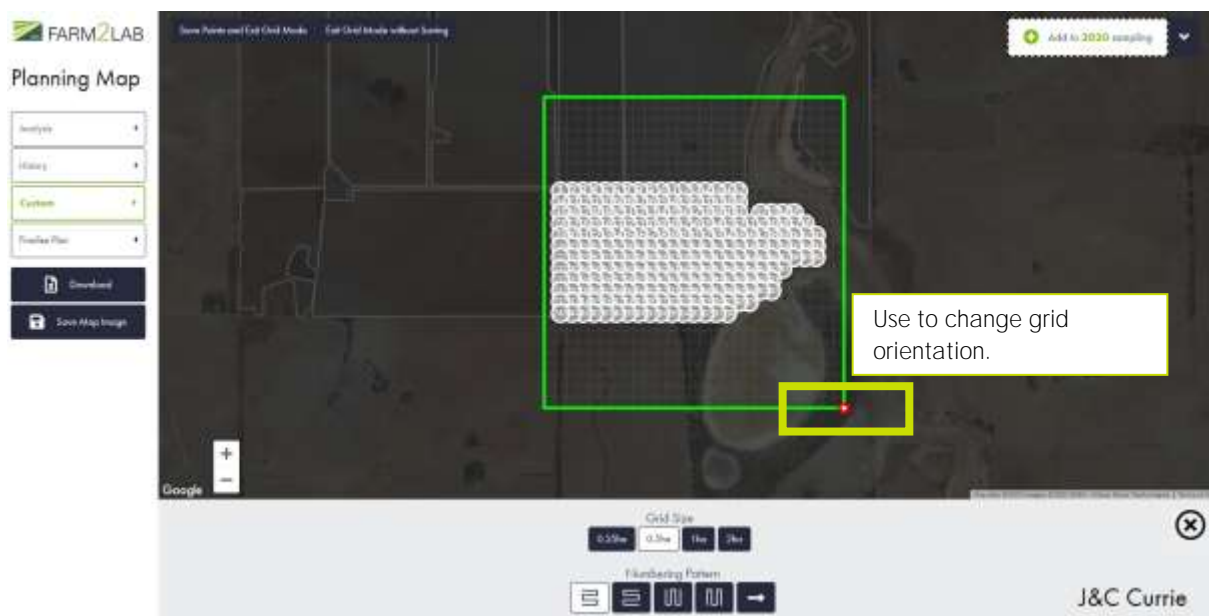 FARM2LAB
Save Points and Exit Grid Mode
Exit Grid Mode without Saving
Add to 2020 sampling
Planning Map
Analysis
History
Custom
Finalise Plan
Download
Save Map Image
Use to change grid
orientation.
+
−
Google
Grid Size
0.25ha 0.5ha 1ha 2ha
Numbering Pattern
J&C Currie